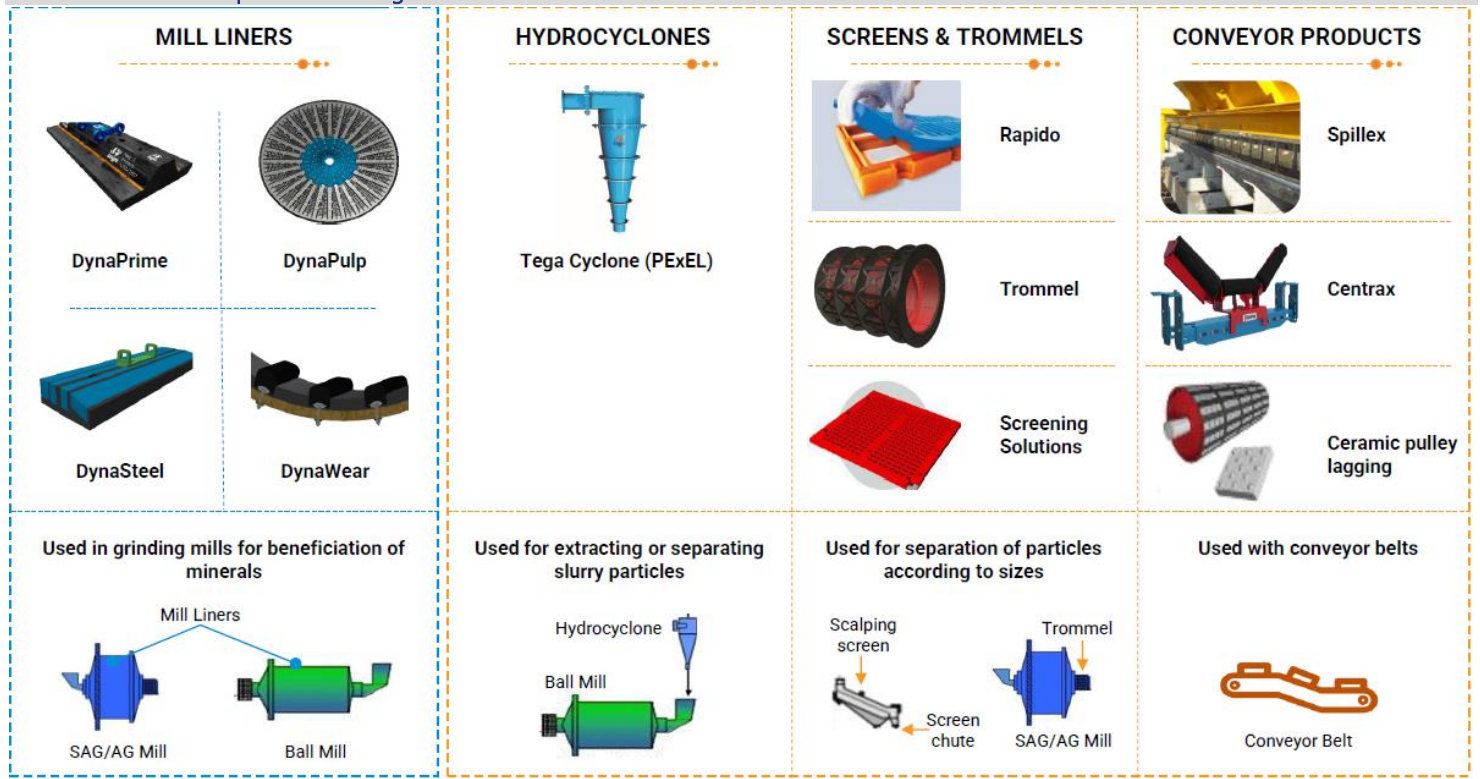 MILL LINERS
DynaPrime
DynaPulp
DynaSteel
DynaWear
Used in grinding mills for beneficiation of
minerals
Mill Liners
SAG/AG Mill
Ball Mill
HYDROCYCLONES
Tega Cyclone (PExEL)
Used for extracting or separating
slurry particles
Hydrocyclone
Ball Mill
SCREENS & TROMMELS
Rapido
Trommel
Screening
Solutions
Used for separation of particles
according to sizes
Scalping
screen
Trommel
Screen
chute
SAG/AG Mill
CONVEYOR PRODUCTS
Spillex
Centrax
Ceramic pulley
lagging
Used with conveyor belts
Conveyor Belt